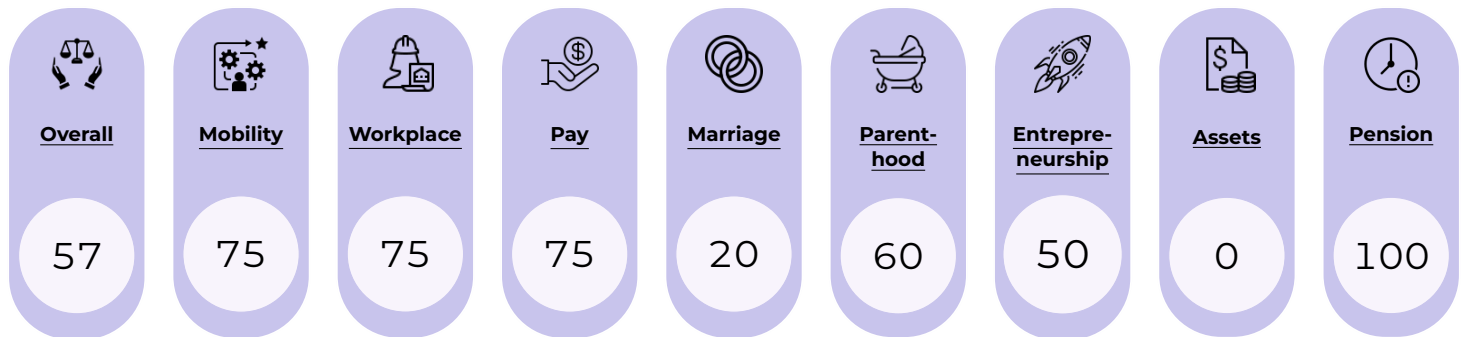 Overall
57
Mobility
75
Workplace
75
Pay
75
Marriage
20
Parent-
hood
60
Entrepre-
neurship
50
$
Assets
0
Pension
100